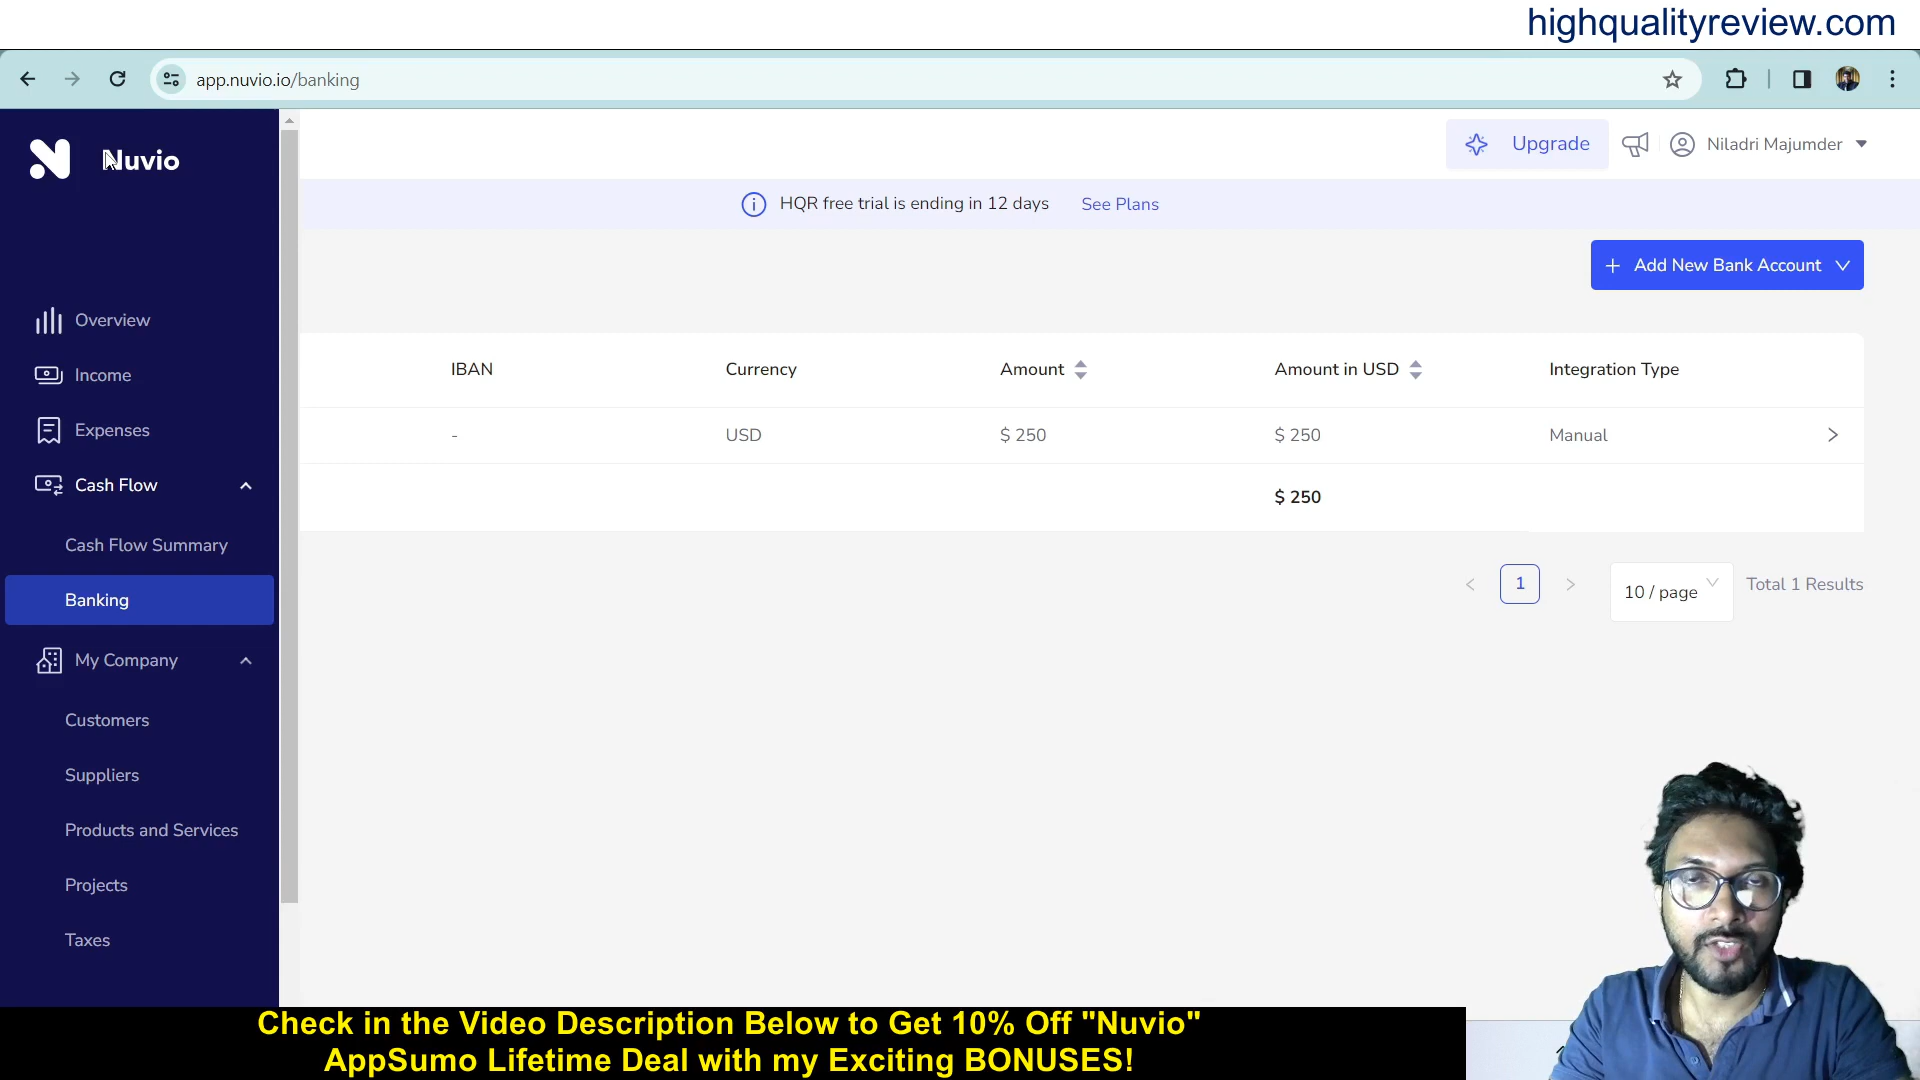 highqualityreview.com
app.nuvio.io/banking
Nuvio
Upgrade
Niladri Majumder
HQR free trial is ending in 12 days See Plans
+ Add New Bank Account
Overview
Income
Expenses
Cash Flow
Cash Flow Summary
Banking
My Company
Customers
Suppliers
Products and Services
Projects
Taxes
IBAN Currency Amount Amount in USD Integration Type
- USD $ 250 $ 250 Manual
$ 250
1 10 / page Total 1 Results
Check in the Video Description Below to Get 10% Off "Nuvio"
AppSumo Lifetime Deal with my Exciting BONUSES!